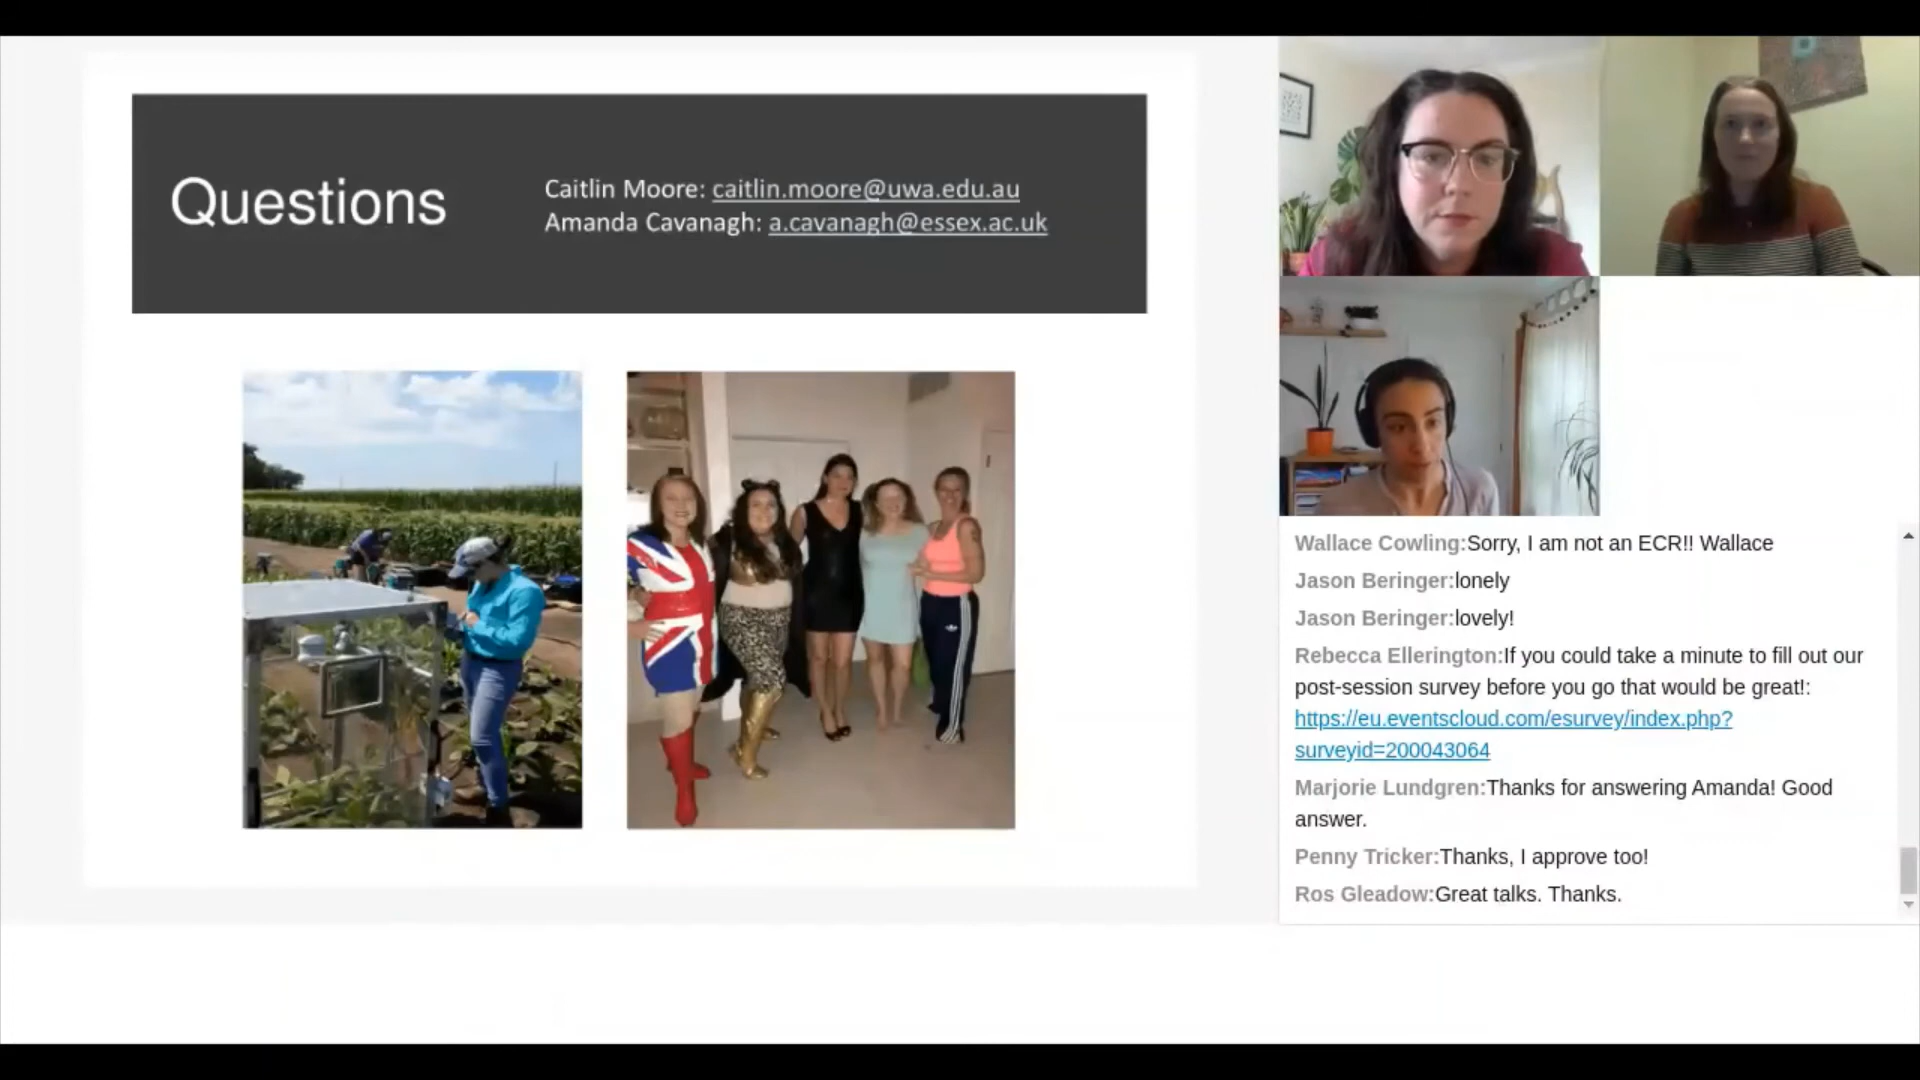 Questions
Caitlin Moore: caitlin.moore@uwa.edu.au
Amanda Cavanagh: a.cavanagh@essex.ac.uk
Wallace Cowling:Sorry, I am not an ECR!! Wallace
Jason Beringer:lonely
Jason Beringer:lovely!
Rebecca Ellerington:If you could take a minute to fill out our
post-session survey before you go that would be great!:
https://eu.eventscloud.com/esurvey/index.php?
surveyid=200043064
Marjorie Lundgren:Thanks for answering Amanda! Good
answer.
Penny Tricker:Thanks, I approve too!
Ros Gleadow:Great talks. Thanks.